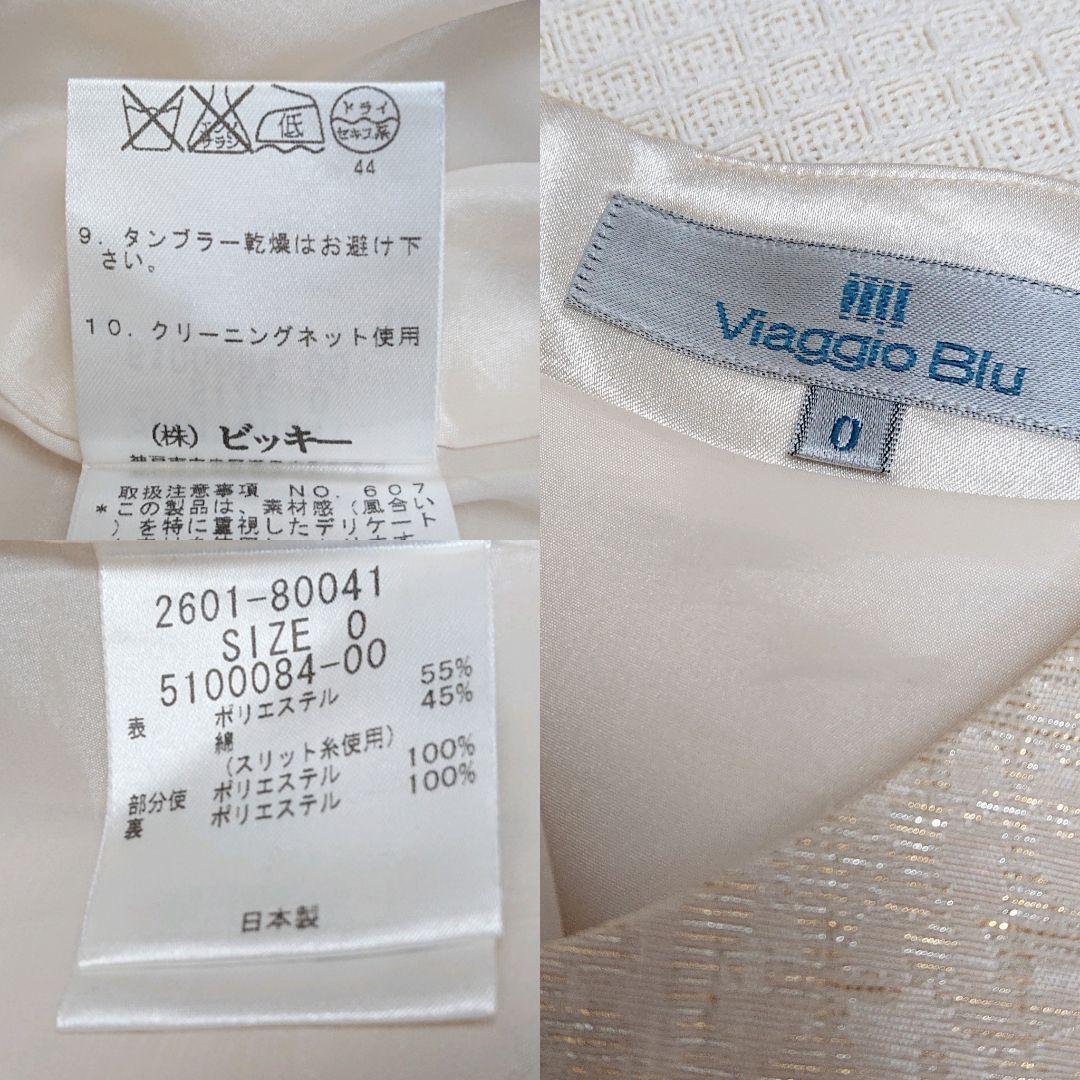 エンソ
サラシ
低
ドライ
セキユ系
44
9. タンブラー乾燥はお避け下
さい。
10. クリーニングネット使用
(株) ビッキー
取扱注意事項 NO. 607
*この製品は、素材感(風合い
)を特に重視したデリケート
2601-80041
SIZE 0
5100084-00
表 ポリエステル 55%
綿 45%
(スリット糸使用)
部分使 ポリエステル 100%
裏 ポリエステル 100%
日本製
Viaggio Blu
0